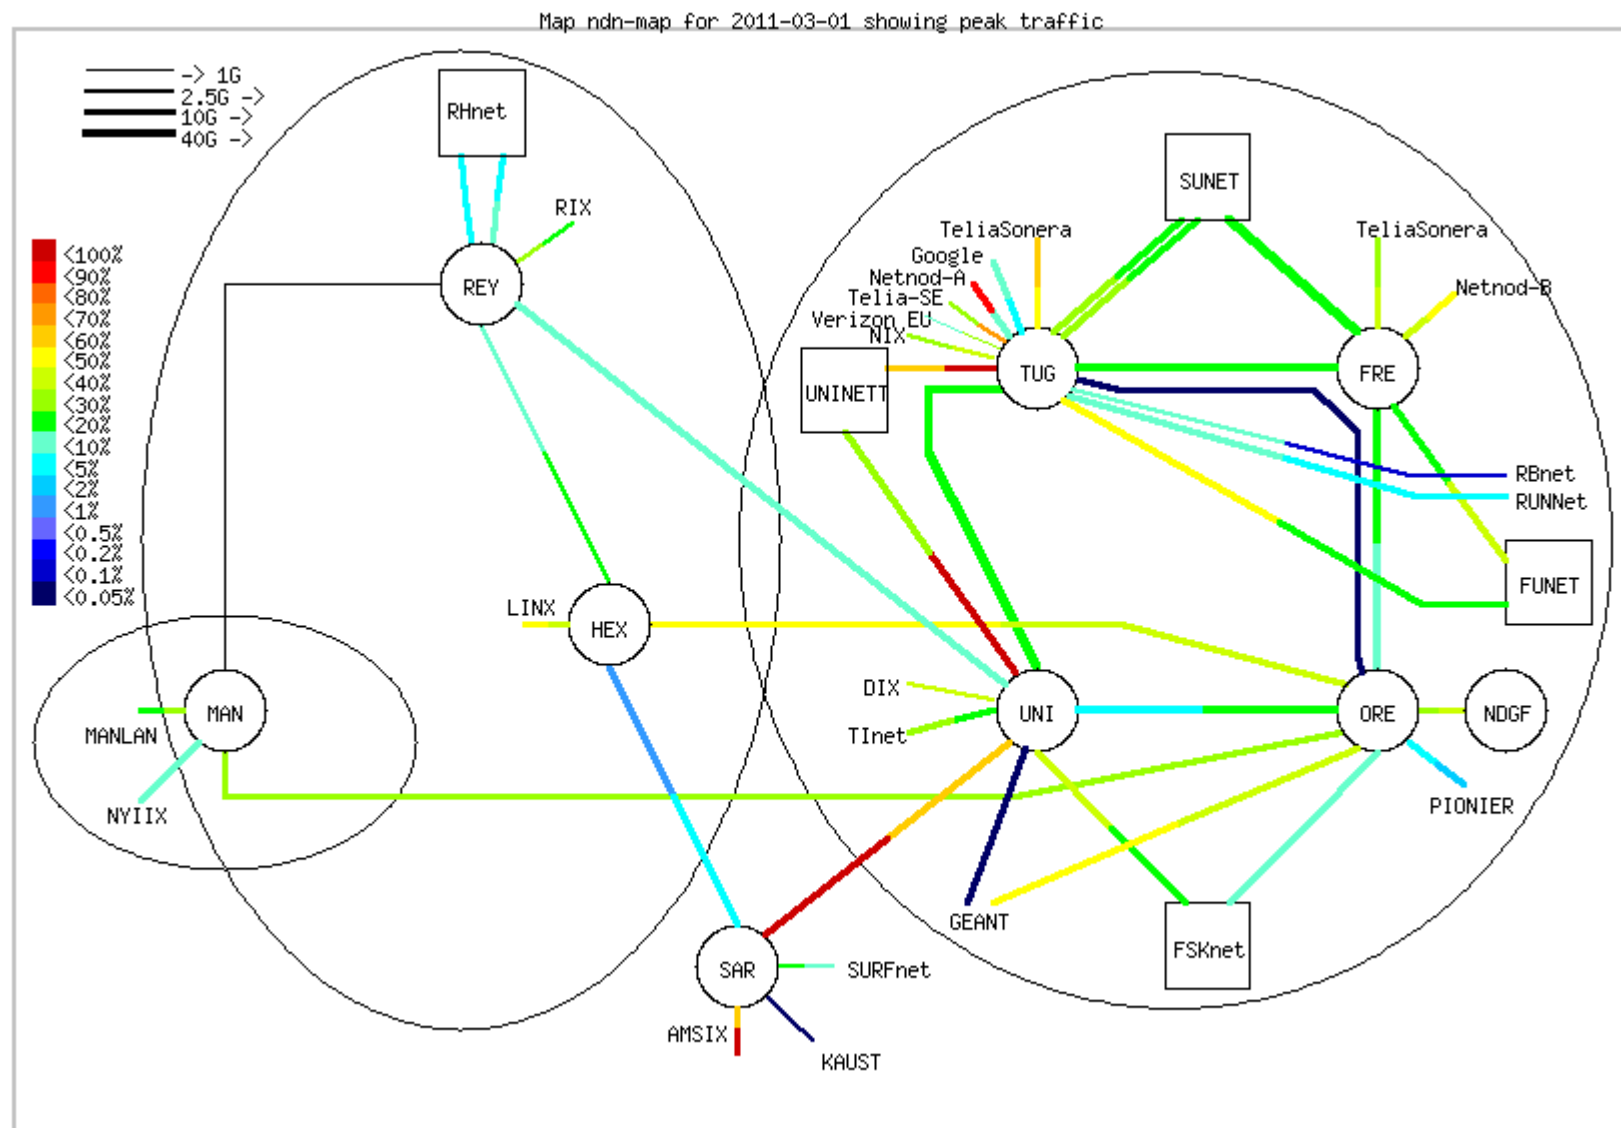 Map ndn-map for 2011-03-01 showing peak traffic
-> 1G
2.5G ->
10G ->
40G ->
RHnet
SUNET
RIX
TeliaSonera
TeliaSonera
Google
Netnod-A
Telia-SE
Netnod-B
Verizon EU
NIX
<100%
<90%
<80%
<70%
<60%
<50%
<40%
<30%
<20%
<10%
<5%
<2%
<1%
<0.5%
<0.2%
<0.1%
<0.05%
REY
UNINETT
TUG
FRE
RBnet
RUNNet
FUNET
LINX
HEX
DIX
TInet
UNI
ORE
NDGF
MAN
MANLAN
NYIIX
PIONIER
GEANT
FSKnet
SAR
SURFnet
AMSIX
KAUST